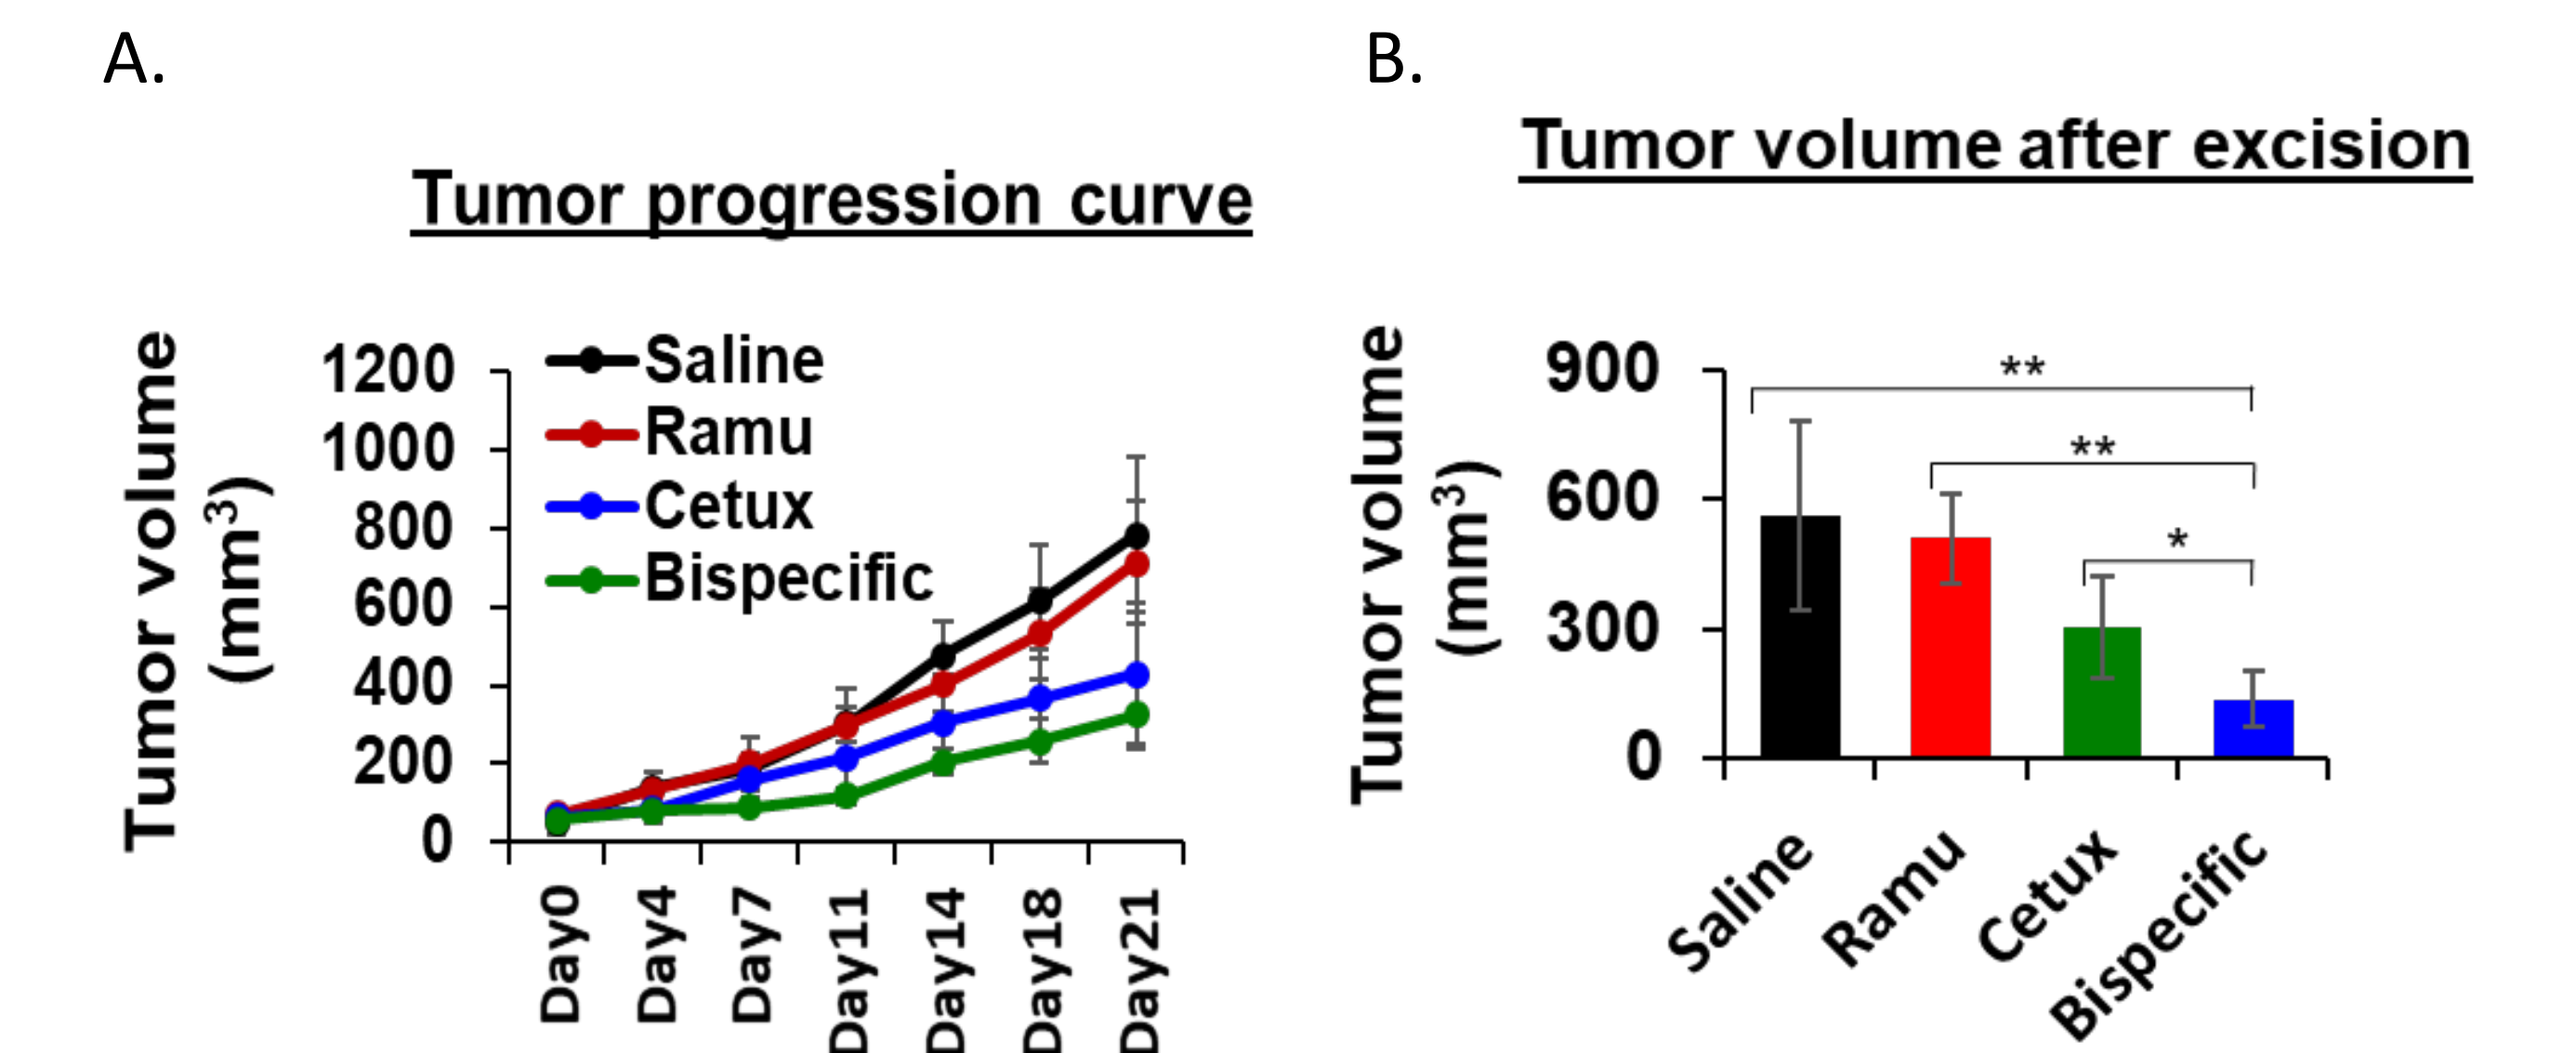 A.
Tumor progression curve
Tumor volume
(mm³)
1200
1000
800
600
400
200
0
Saline
Ramu
Cetux
Bispecific
Day0
Day4
Day7
Day11
Day14
Day18
Day21
B.
Tumor volume after excision
Tumor volume
(mm³)
900
600
300
0
**
**
*
Saline
Ramu
Cetux
Bispecific